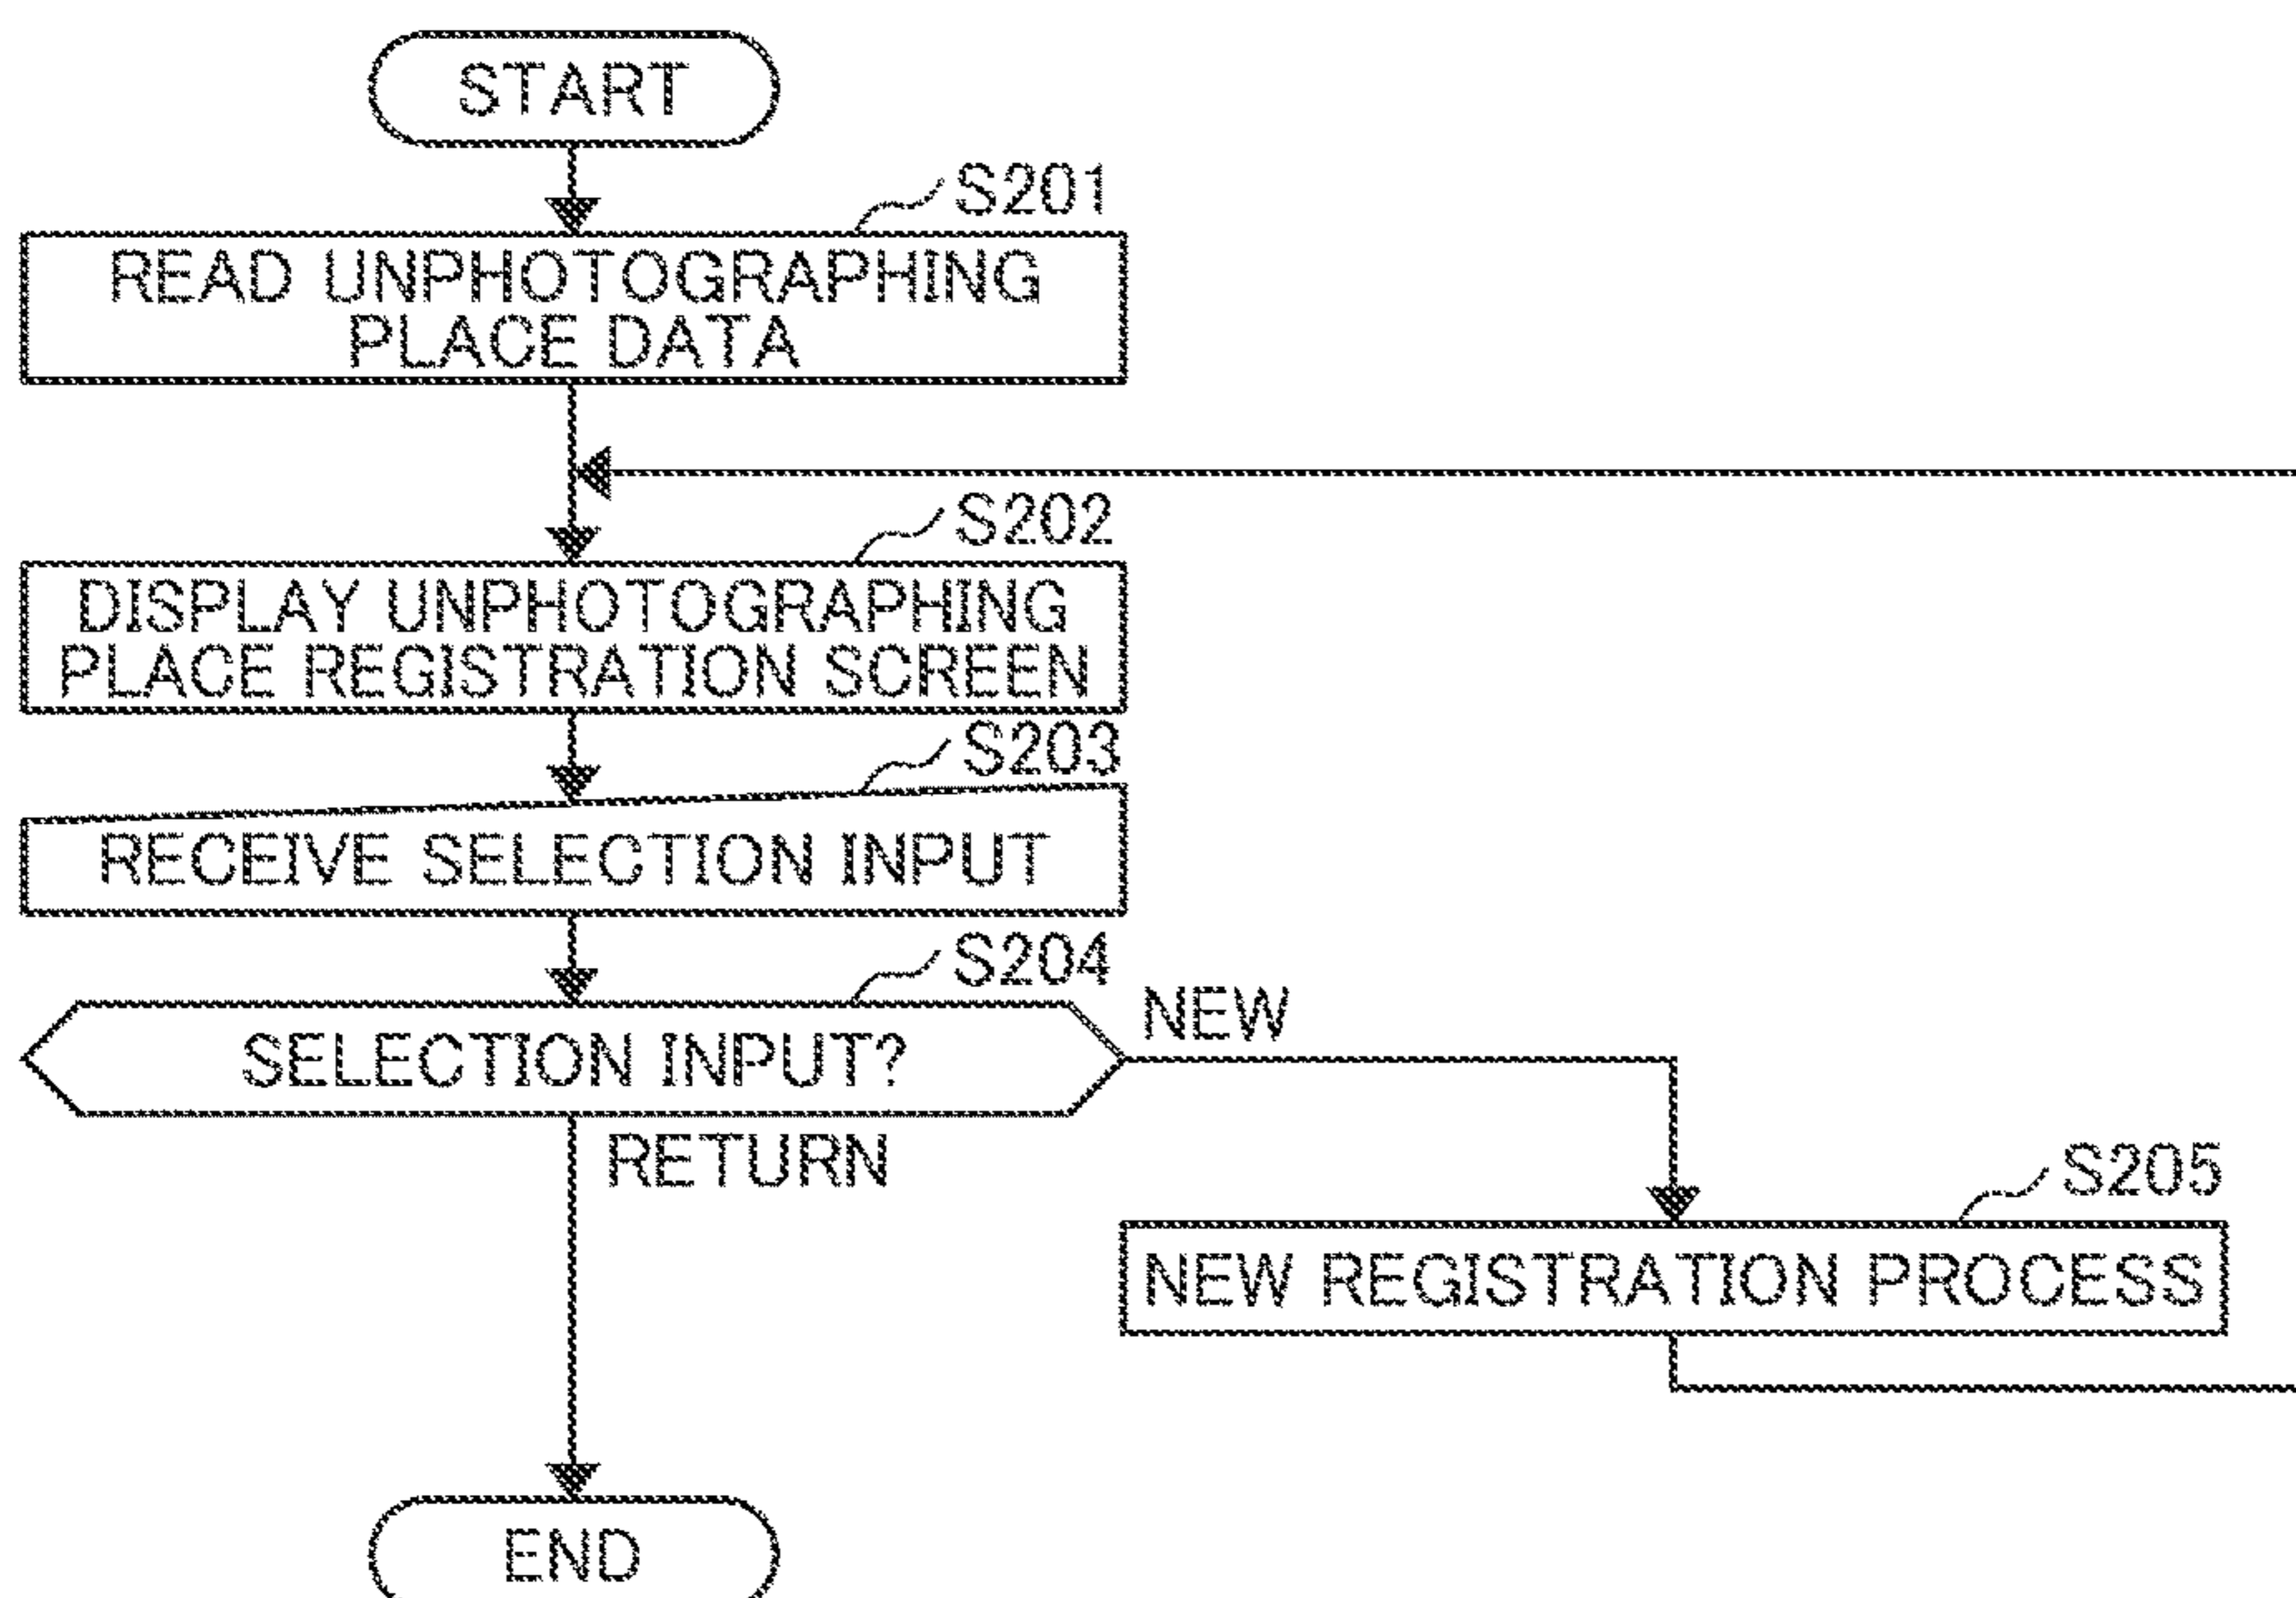 START
S201
READ UNPHOTOGRAPHING
PLACE DATA
S202
DISPLAY UNPHOTOGRAPHING
PLACE REGISTRATION SCREEN
S203
RECEIVE SELECTION INPUT
S204
SELECTION INPUT?
NEW
RETURN
S205
NEW REGISTRATION PROCESS
END